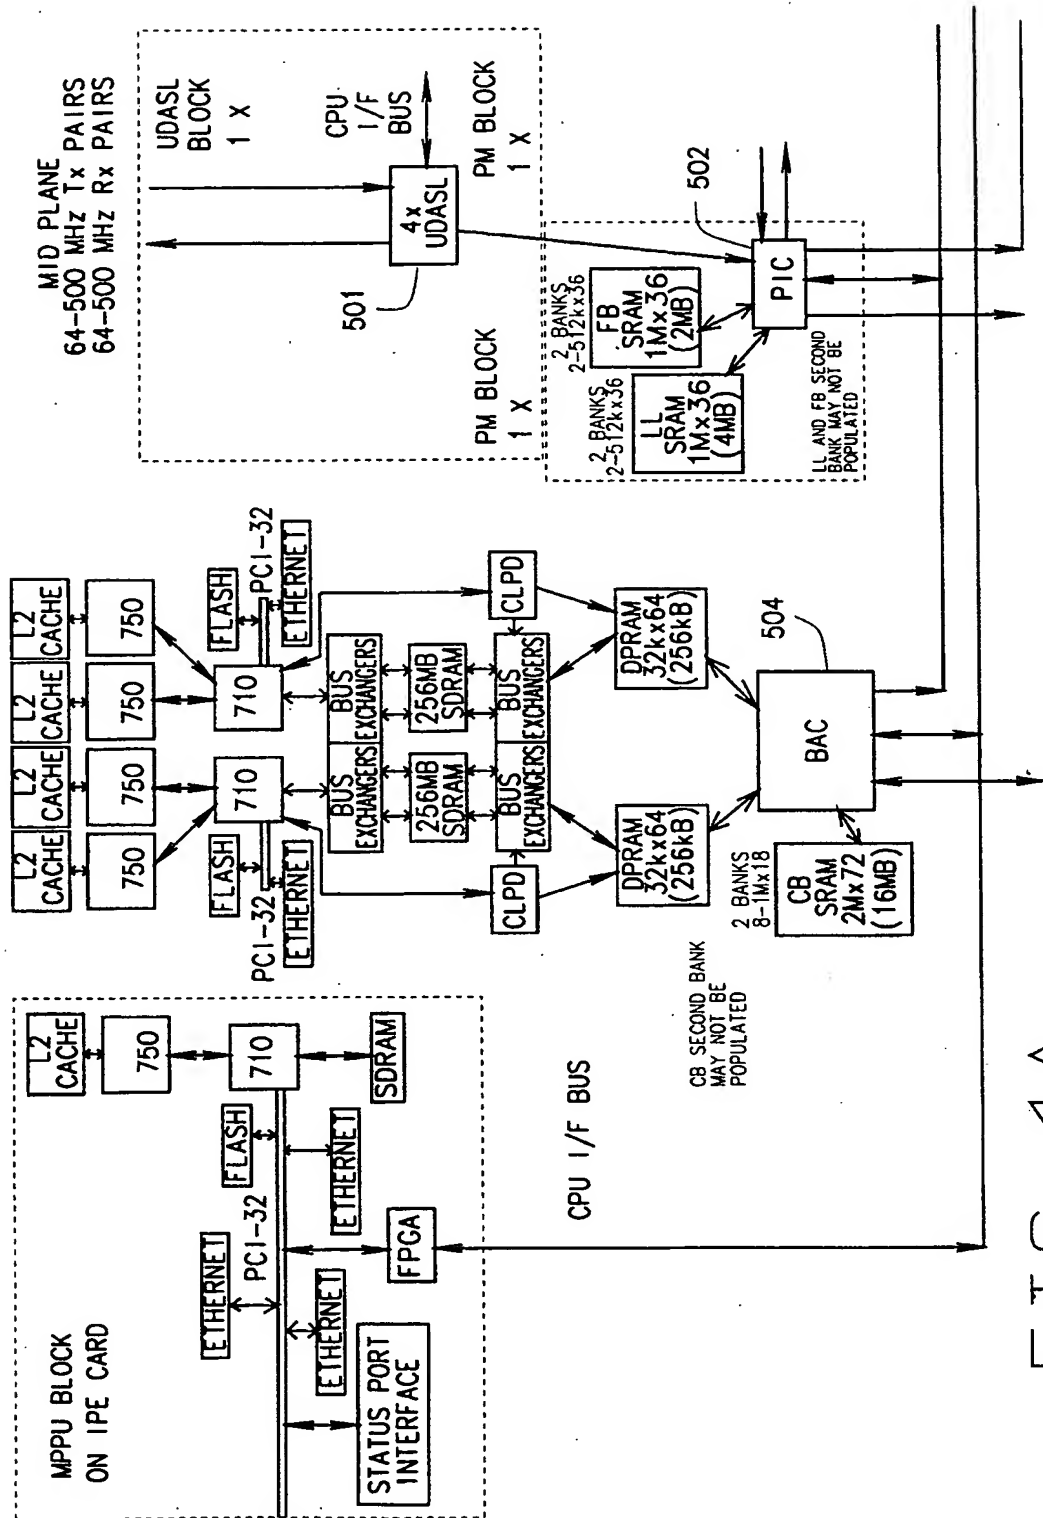 MPPU BLOCK
ON IPE CARD
L2
CACHE
750
710
SDRAM
FLASH
ETHERNET
PCI-32
ETHERNET
FPGA
ETHERNET
STATUS PORT
INTERFACE
CPU I/F BUS
L2
CACHE
L2
CACHE
L2
CACHE
L2
CACHE
750
750
750
750
FLASH
710
PCI-32
ETHERNET
710
FLASH
PCI-32
ETHERNET
BUS
EXCHANGERS
BUS
EXCHANGERS
256MB
SDRAM
256MB
SDRAM
CLPD
BUS
EXCHANGERS
BUS
EXCHANGERS
CLPD
DPRAM
32kx64
(256kB)
DPRAM
32kx64
(256kB)
CB SECOND BANK
MAY NOT BE
POPULATED
2 BANKS
8-1Mx18
CB
SRAM
2Mx72
(16MB)
BAC
504
MID PLANE
64-500 MHz Tx PAIRS
64-500 MHz Rx PAIRS
UDASL
BLOCK
1 X
CPU
I/F
BUS
4x
UDASL
501
PM BLOCK
1 X
PM BLOCK
1 X
2 BANKS
2-512kx36
LL
SRAM
1Mx36
(4MB)
2 BANKS
2-512kx36
FB
SRAM
1Mx36
(2MB)
PIC
502
LL AND FB SECOND
BANK MAY NOT BE
POPULATED